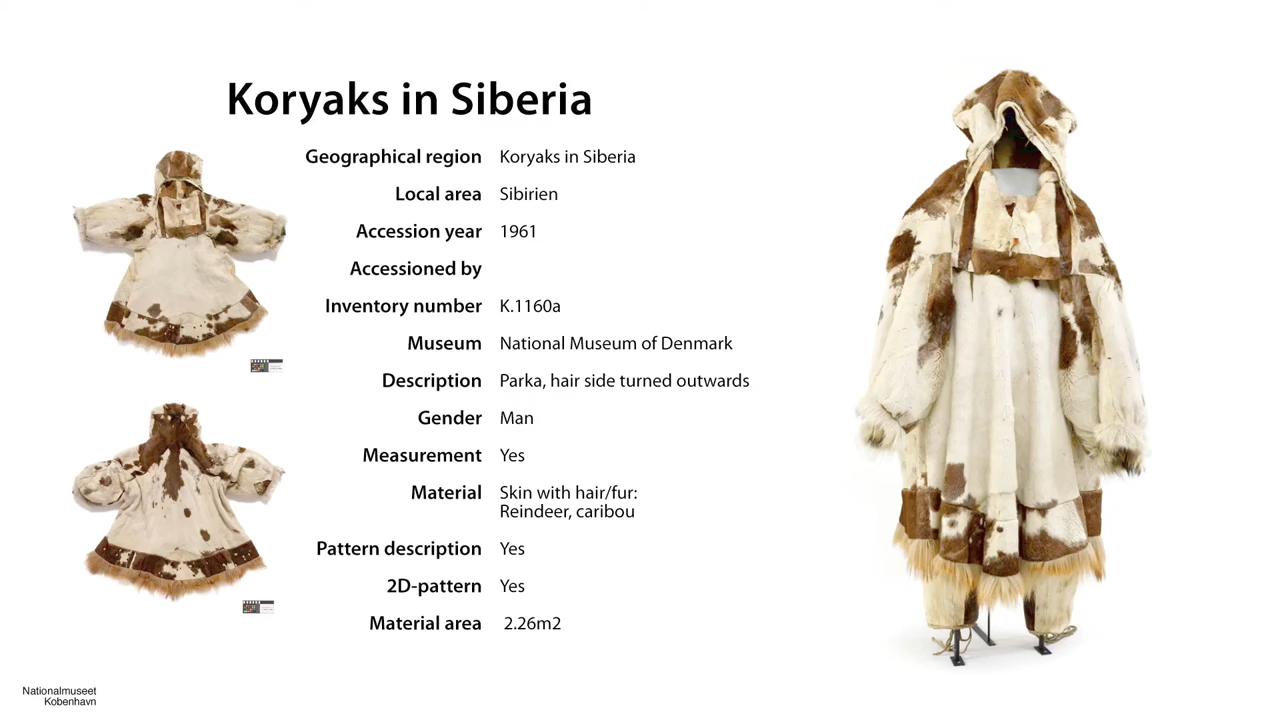 Koryaks in Siberia
Geographical region Koryaks in Siberia
Local area Sibirien
Accession year 1961
Accessioned by
Inventory number K.1160a
Museum National Museum of Denmark
Description Parka, hair side turned outwards
Gender Man
Measurement Yes
Material Skin with hair/fur:
Reindeer, caribou
Pattern description Yes
2D-pattern Yes
Material area 2.26m2
Nationalmuseet
Kobenhavn